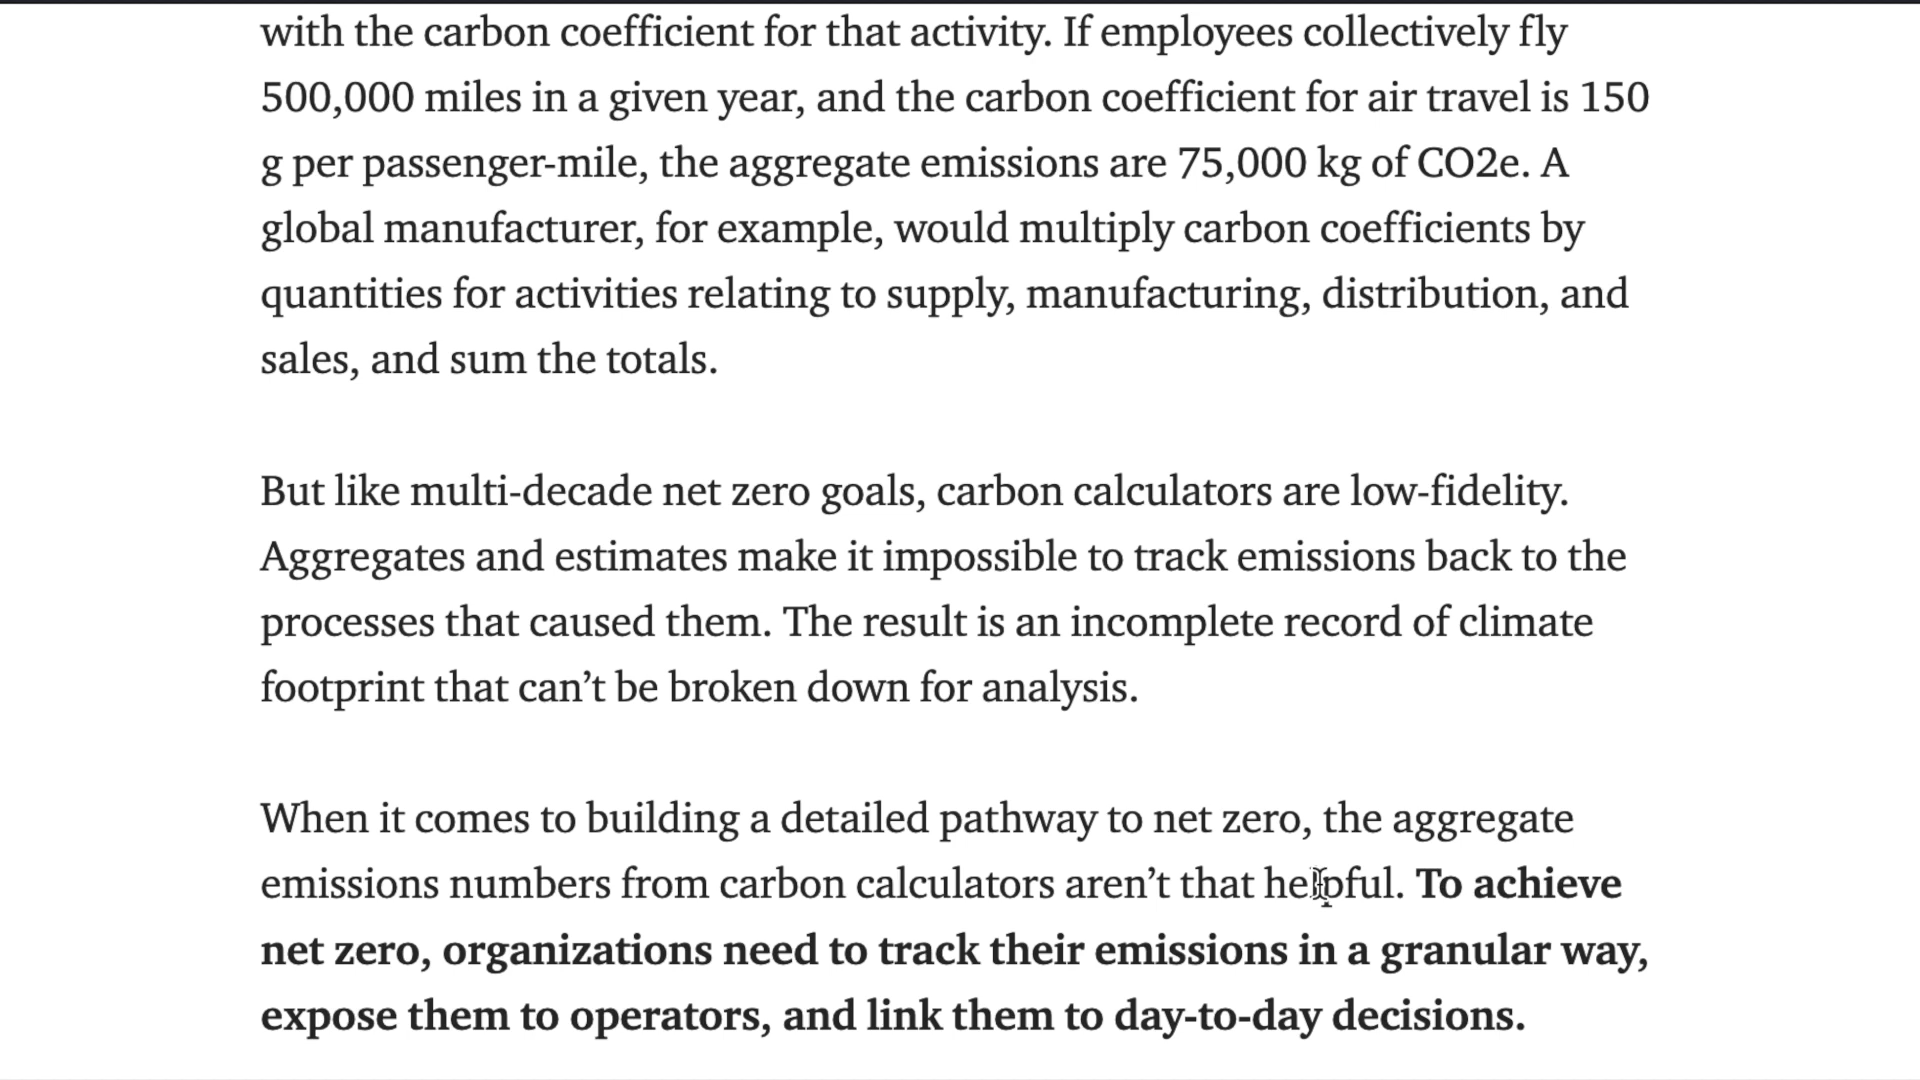 with the carbon coefficient for that activity. If employees collectively fly
500,000 miles in a given year, and the carbon coefficient for air travel is 150
g per passenger-mile, the aggregate emissions are 75,000 kg of CO2e. A
global manufacturer, for example, would multiply carbon coefficients by
quantities for activities relating to supply, manufacturing, distribution, and
sales, and sum the totals.
But like multi-decade net zero goals, carbon calculators are low-fidelity.
Aggregates and estimates make it impossible to track emissions back to the
processes that caused them. The result is an incomplete record of climate
footprint that can’t be broken down for analysis.
When it comes to building a detailed pathway to net zero, the aggregate
emissions numbers from carbon calculators aren’t that helpful. To achieve
net zero, organizations need to track their emissions in a granular way,
expose them to operators, and link them to day-to-day decisions.